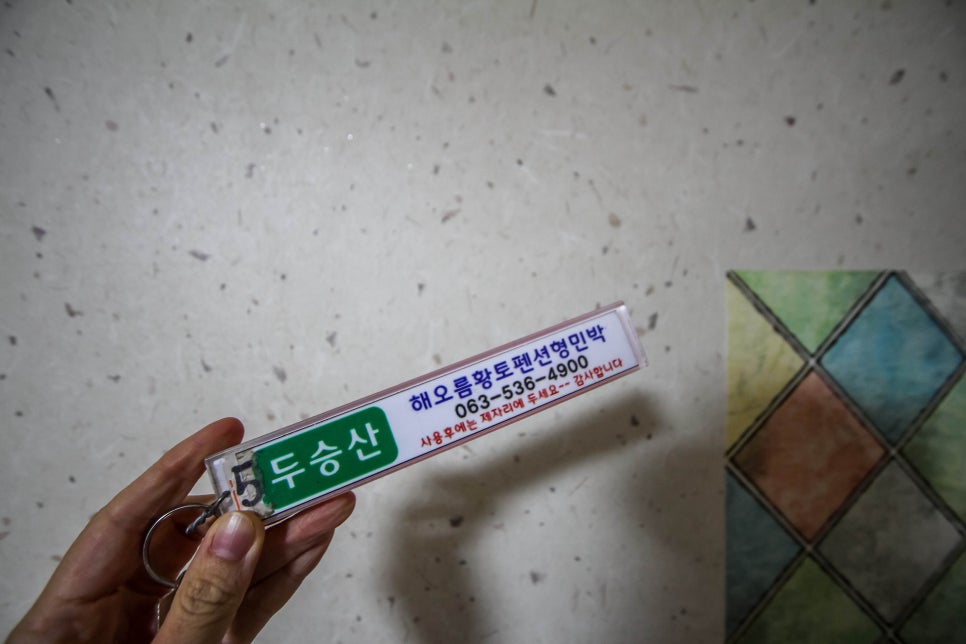 5
두승산
해오름황토펜션형민박
063-536-4900
사용후에는 제자리에 두세요-- 감사합니다